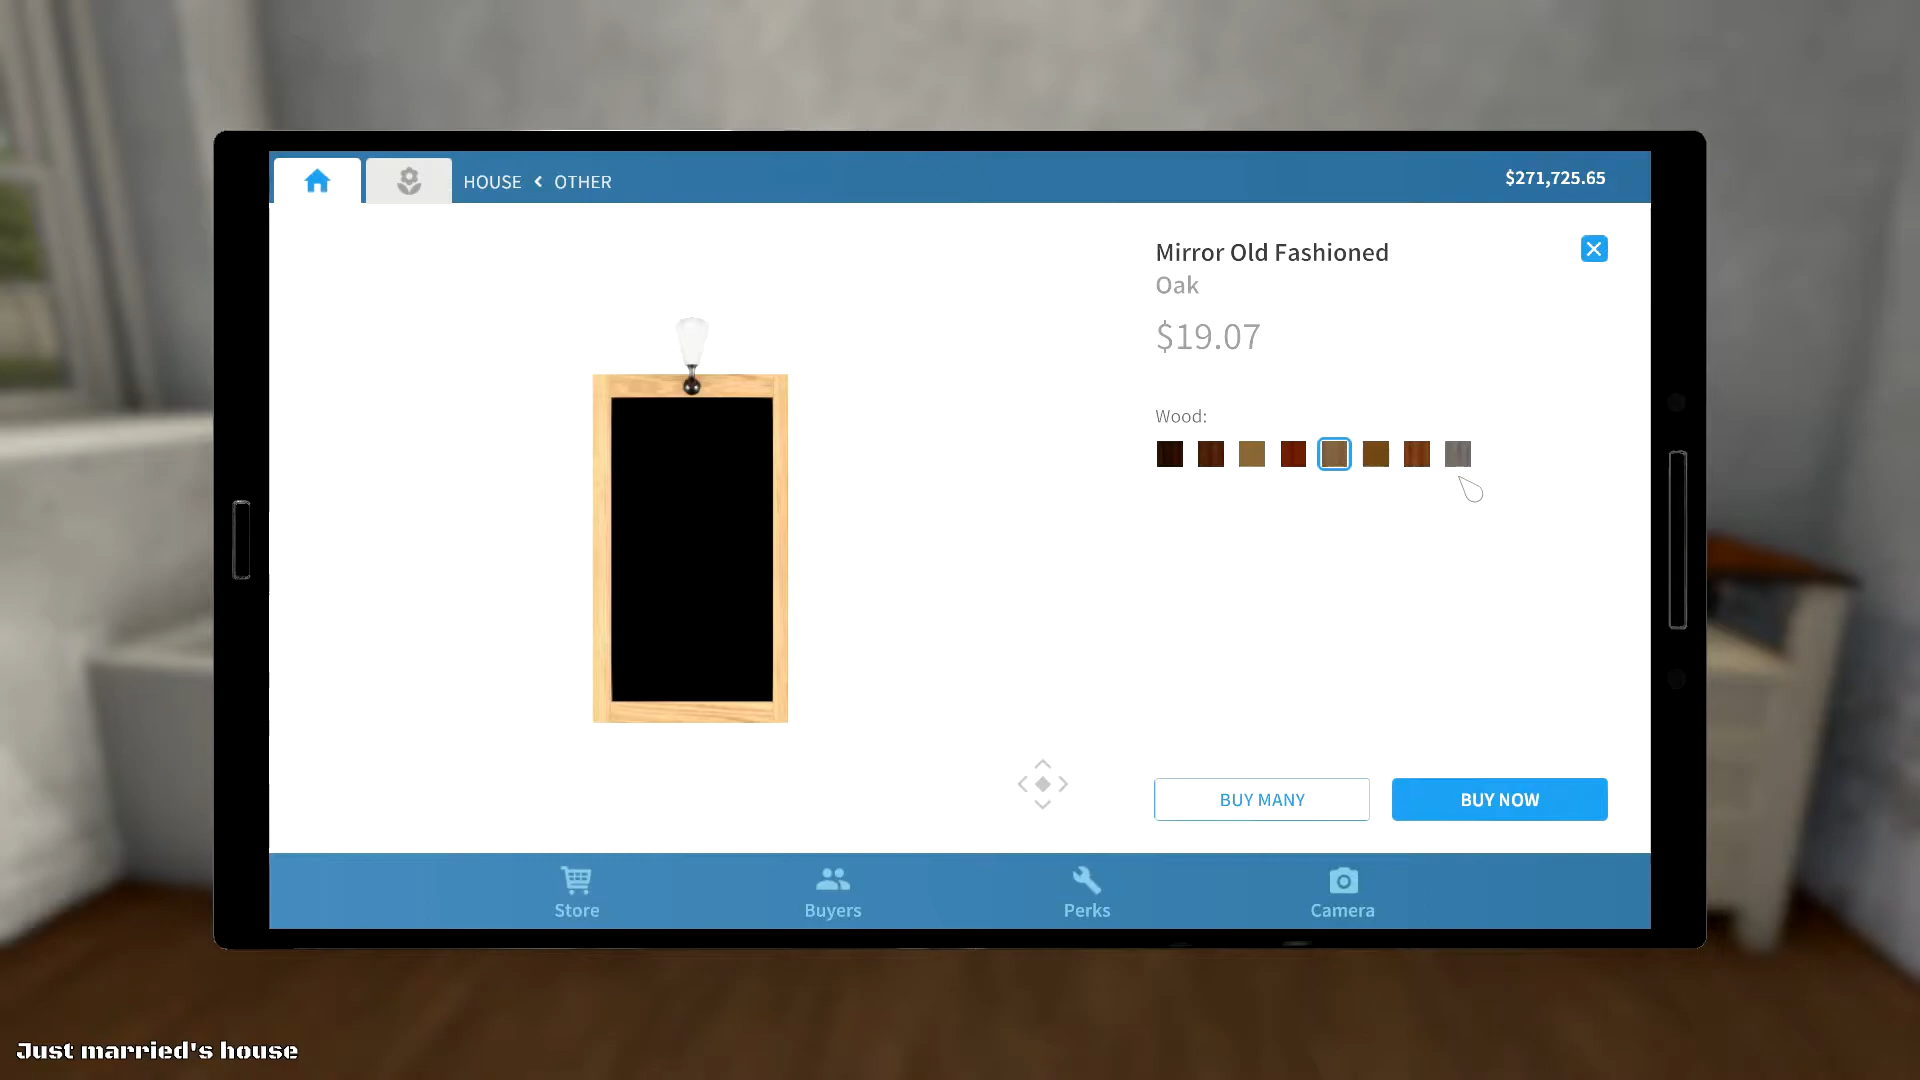 HOUSE < OTHER
$271,725.65
Mirror Old Fashioned
Oak
$19.07
Wood:
BUY MANY
BUY NOW
Store
Buyers
Perks
Camera
Just married's house